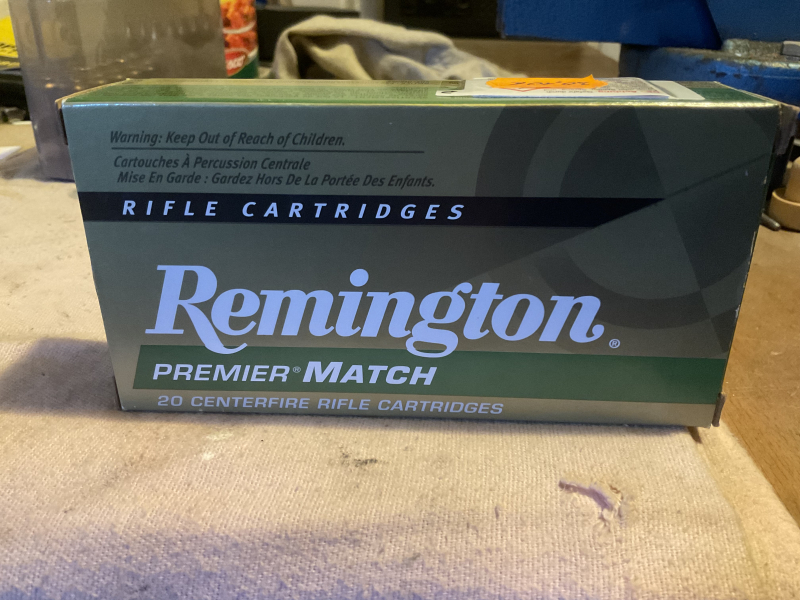 Warning: Keep Out of Reach of Children.
Cartouches À Percussion Centrale
Mise En Garde : Gardez Hors De La Portée Des Enfants.
RIFLE CARTRIDGES
Remington®
PREMIER® MATCH
20 CENTERFIRE RIFLE CARTRIDGES